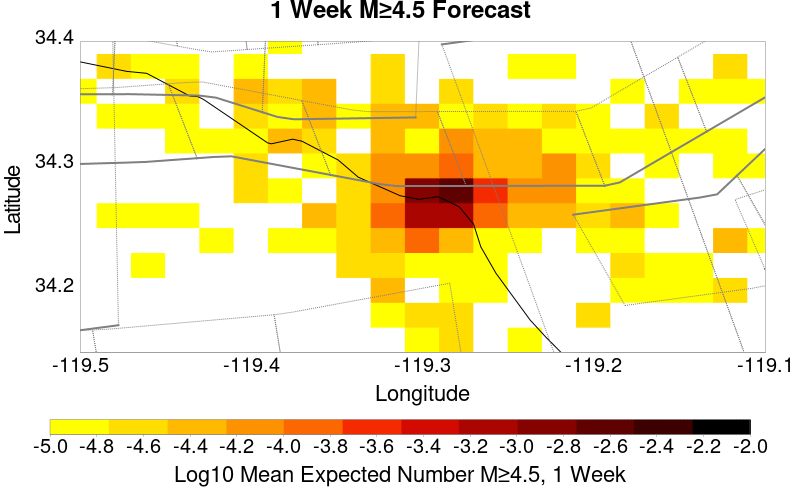 1 Week M≥4.5 Forecast
34.4
34.3
34.2
Latitude
-119.5 -119.4 -119.3 -119.2 -119.1
Longitude
-5.0 -4.8 -4.6 -4.4 -4.2 -4.0 -3.8 -3.6 -3.4 -3.2 -3.0 -2.8 -2.6 -2.4 -2.2 -2.0
Log10 Mean Expected Number M≥4.5, 1 Week